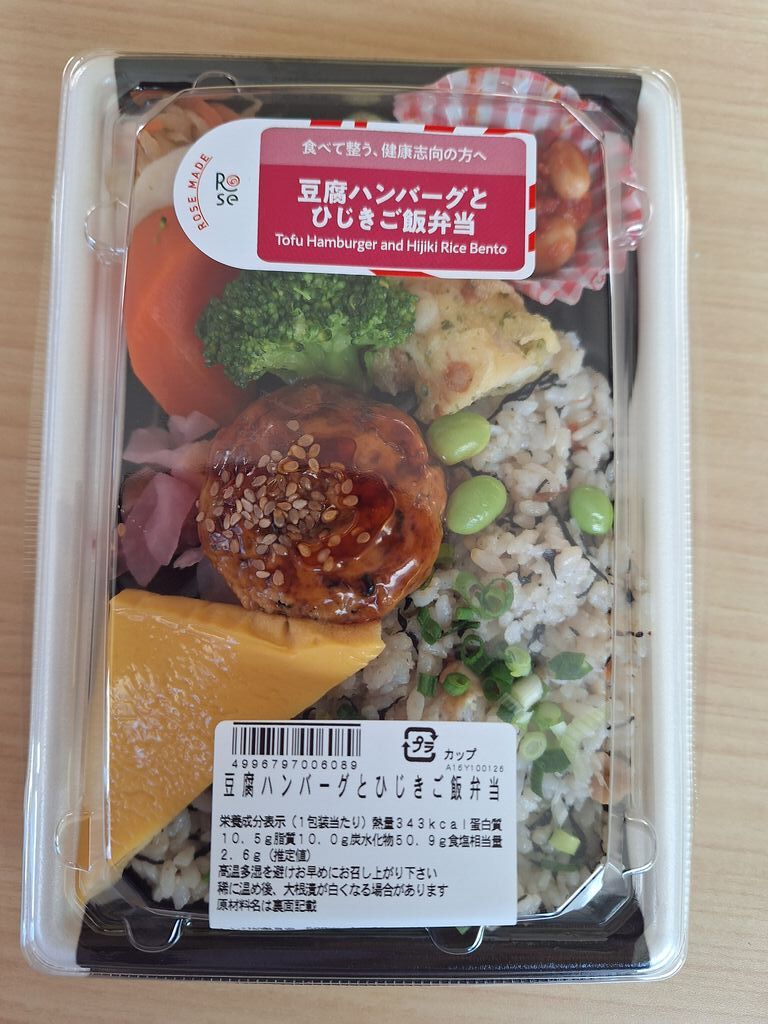 ROSE MADE
Rose
食べて整う、健康志向の方へ
豆腐ハンバーグと
ひじきご飯弁当
Tofu Hamburger and Hijiki Rice Bento
4996797006089
プラ
カップ
A16Y100126
豆腐ハンバーグとひじきご飯弁当
栄養成分表示（1包装当たり）熱量343kcal蛋白質
10.5g脂質10.0g炭水化物50.9g食塩相当量
2.6g（推定値）
高温多湿を避けお早めにお召し上がり下さい
稀に温め後、大根漬が白くなる場合があります
原材料名は裏面記載